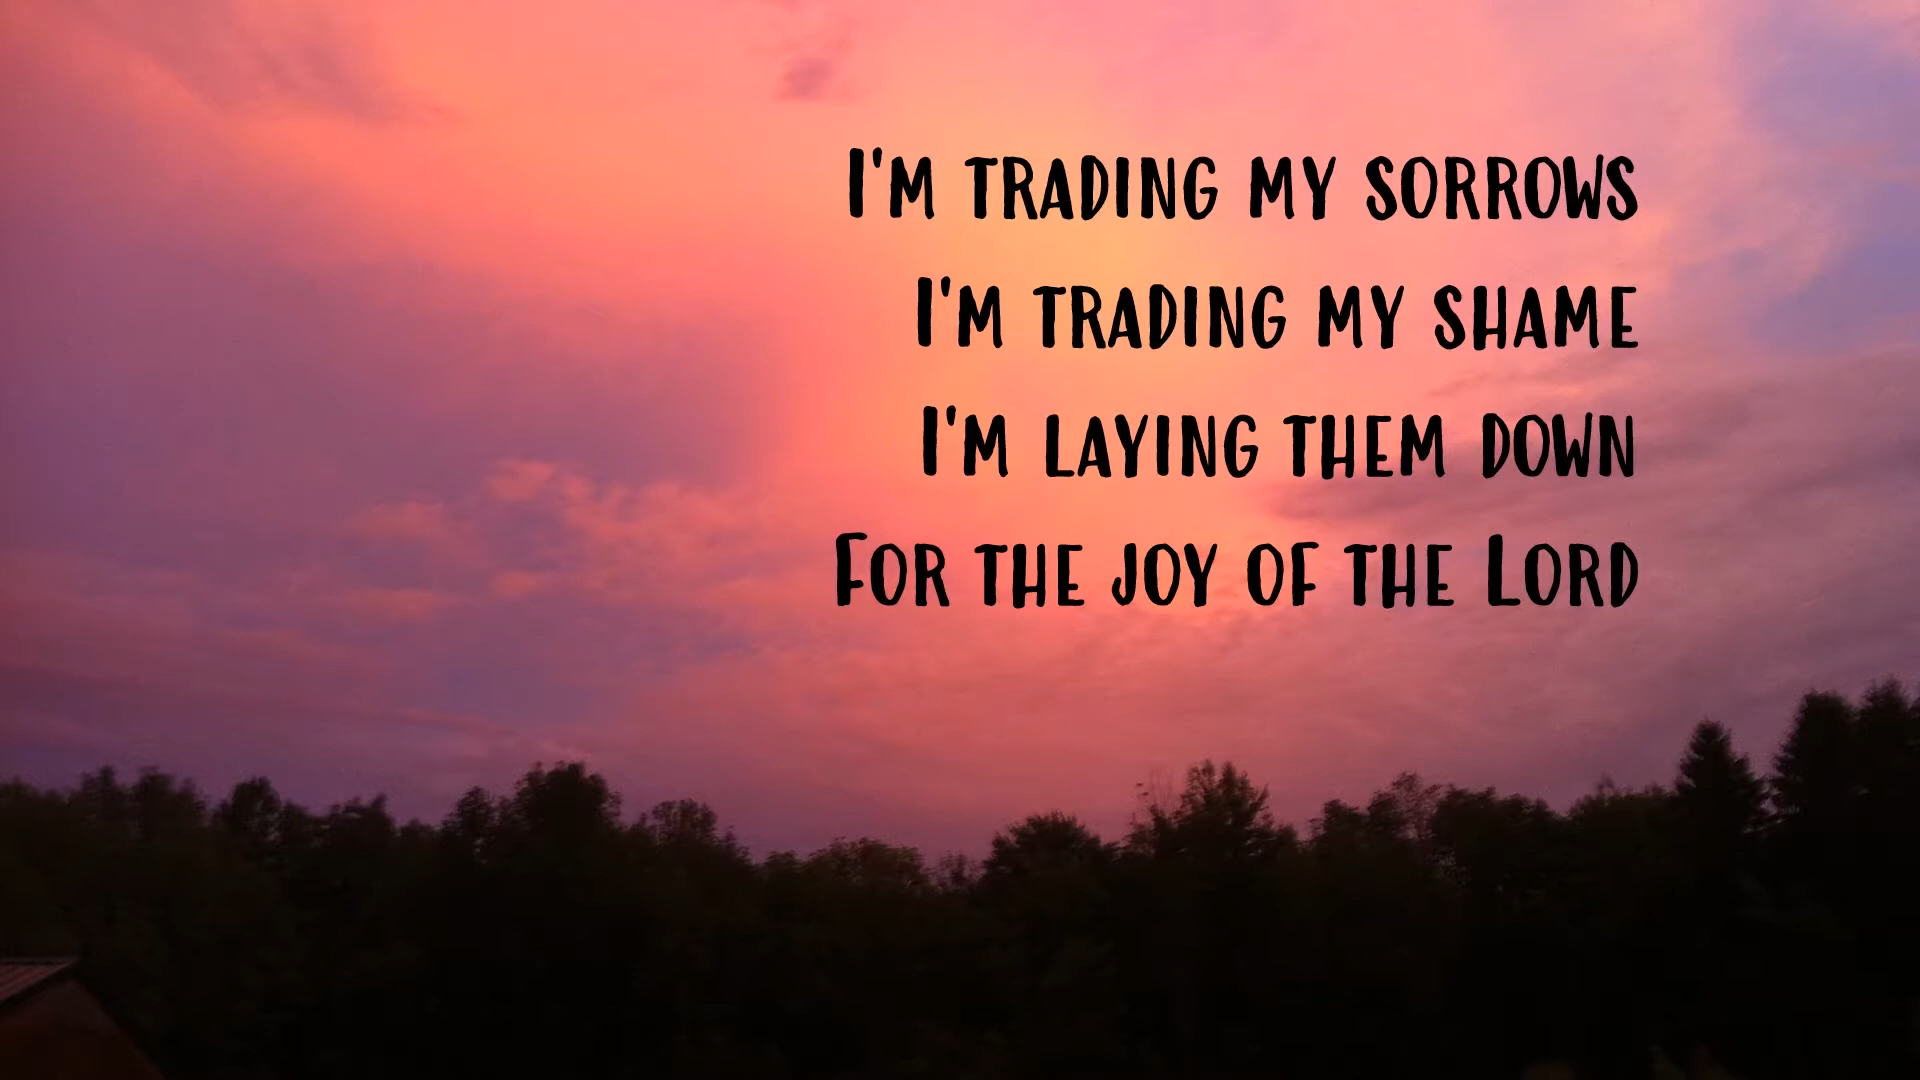 I'm trading my sorrows
I'm trading my shame
I'm laying them down
For the joy of the Lord